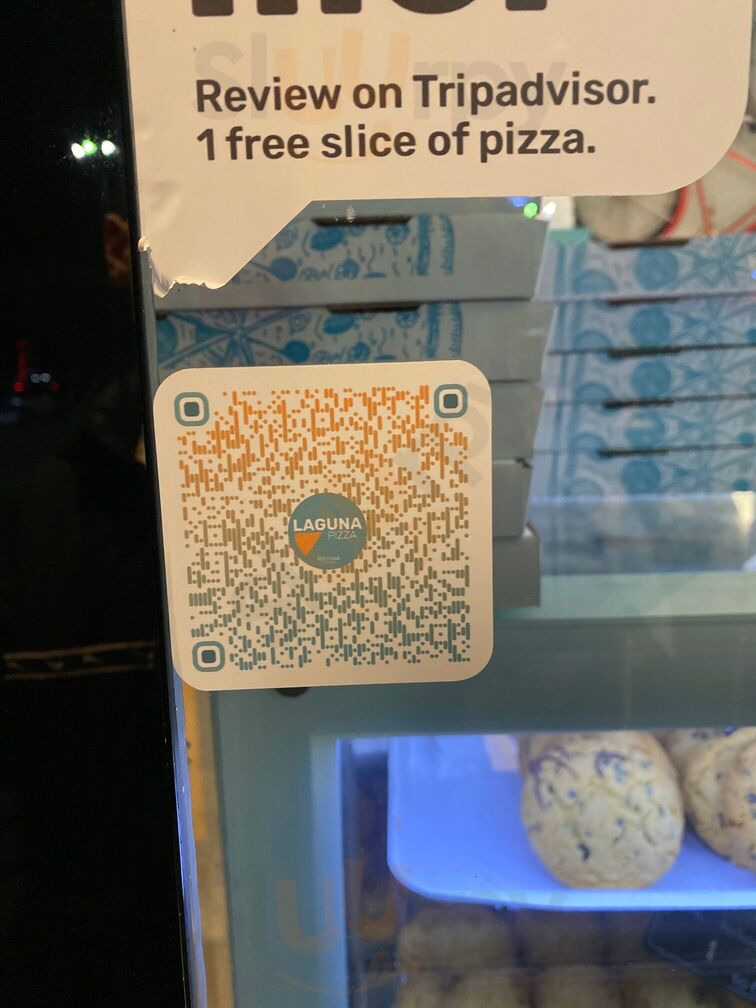 Review on Tripadvisor.
1 free slice of pizza.
LAGUNA
PIZZA